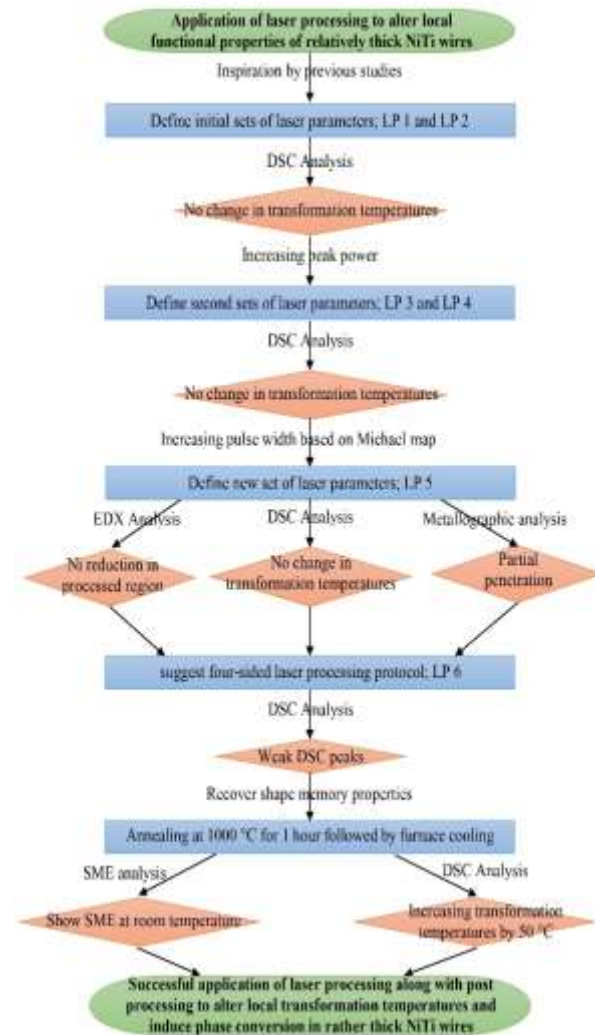 Application of laser processing to alter local
functional properties of relatively thick NiTi wires
Inspiration by previous studies
Define initial sets of laser parameters; LP 1 and LP 2
DSC Analysis
No change in transformation temperatures
Increasing peak power
Define second sets of laser parameters; LP 3 and LP 4
DSC Analysis
No change in transformation temperatures
Increasing pulse width based on Michael map
Define new set of laser parameters; LP 5
EDX Analysis
DSC Analysis
Metallographic analysis
Ni reduction in
processed region
No change in
transformation temperatures
Partial
penetration
suggest four-sided laser processing protocol; LP 6
DSC Analysis
Weak DSC peaks
Recover shape memory properties
Annealing at 1000 °C for 1 hour followed by furnace cooling
SME analysis
DSC Analysis
Show SME at room temperature
Increasing transformation
temperatures by 50 °C
Successful application of laser processing along with post
processing to alter local transformation temperatures and
induce phase conversion in rather thick NiTi wires